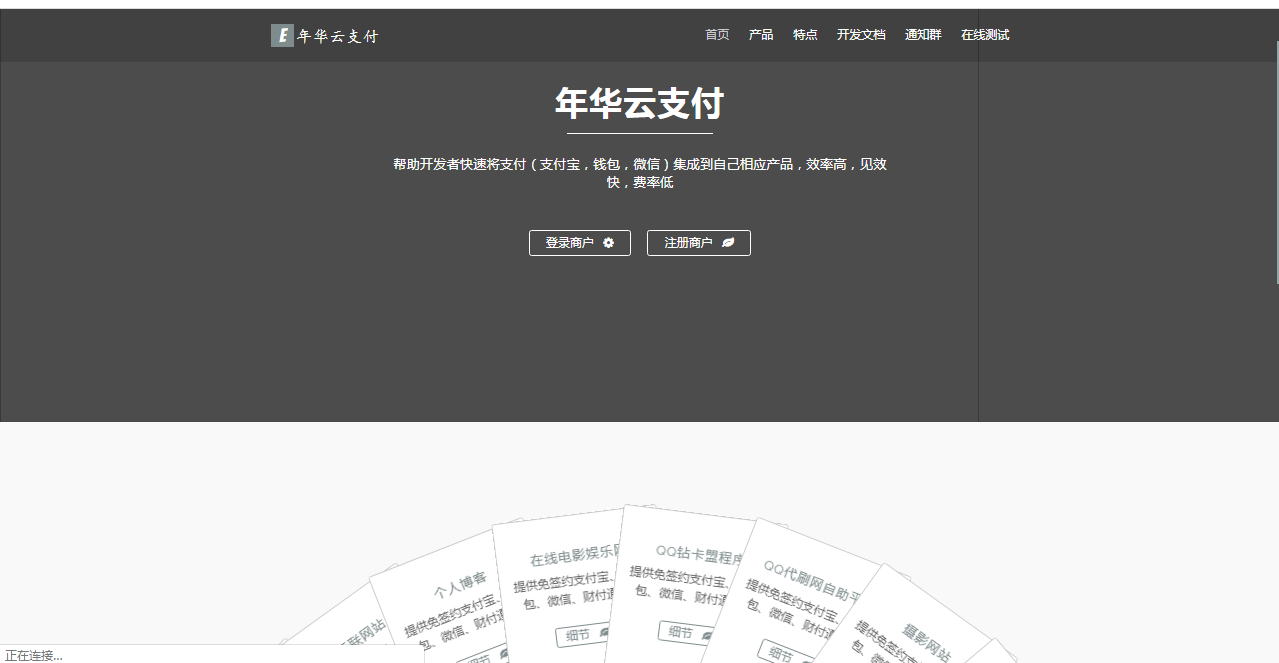 E 年华云支付
首页 产品 特点 开发文档 通知群 在线测试
年华云支付
帮助开发者快速将支付（支付宝，钱包，微信）集成到自己相应产品，效率高，见效
快，费率低
登录商户
注册商户
联网站
个人博客
提供免签约支付宝、
包、微信、财付
细节
在线电影娱乐
提供免签约支付宝、
包、微信、财付
细节
QQ钻卡盟程
提供免签约支付宝、
包、微信、财付
细节
QQ代刷网自助
提供免签约支付宝、
包、微信、财付
细节
摄影网站
提供免签约支付
包、微信、
正在连接...